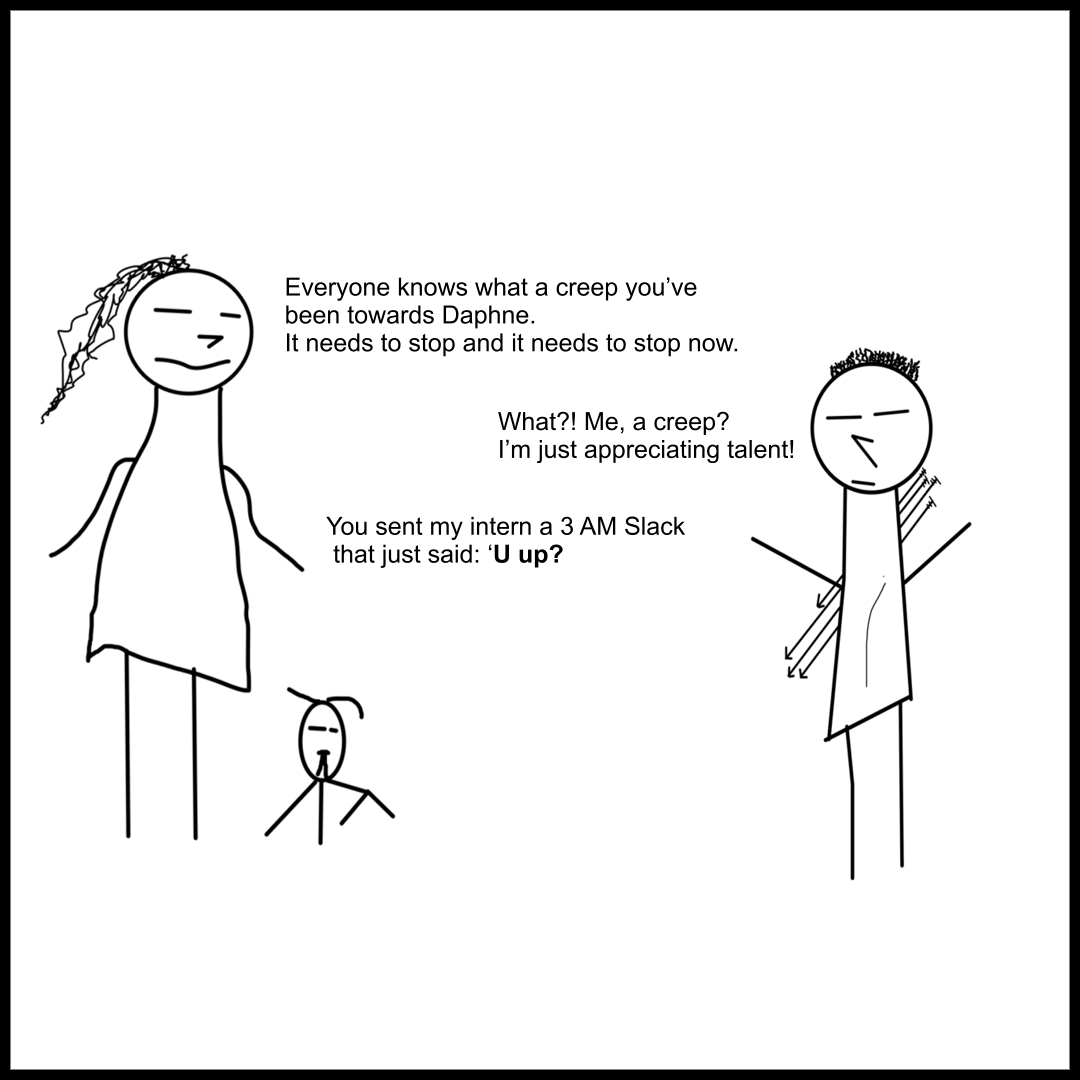 Everyone knows what a creep you’ve
been towards Daphne.
It needs to stop and it needs to stop now.
What?! Me, a creep?
I’m just appreciating talent!
You sent my intern a 3 AM Slack
that just said: ‘U up?